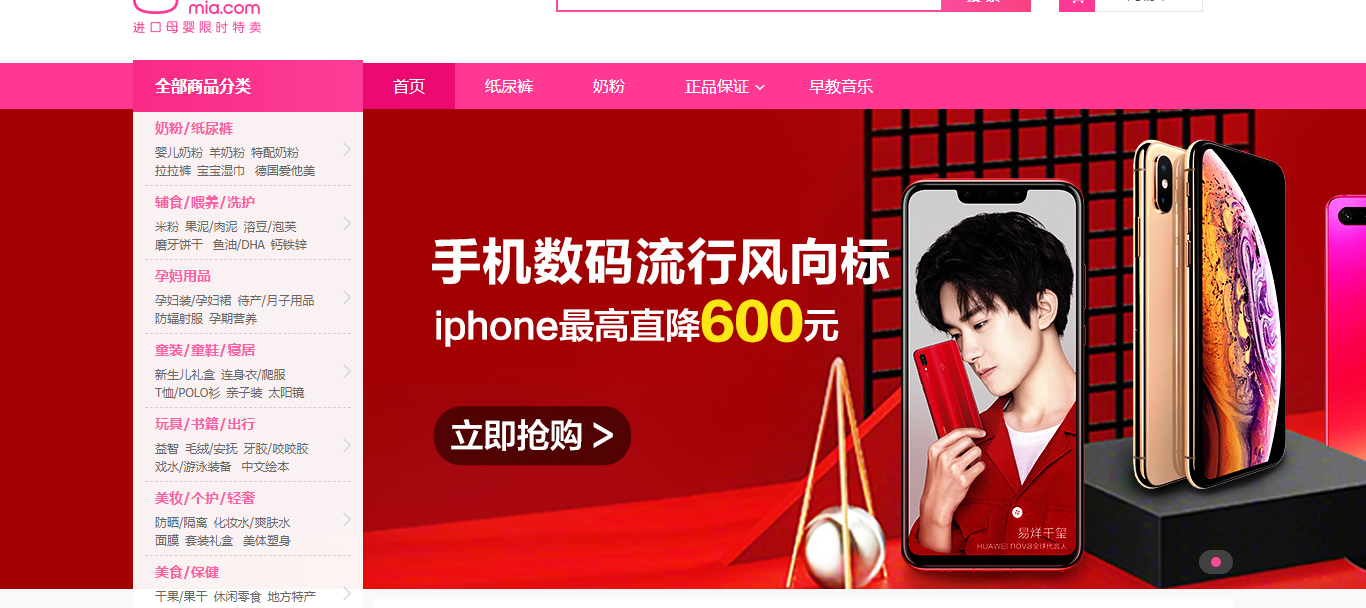 mia.com
进口母婴限时特卖
全部商品分类
首页
纸尿裤
奶粉
正品保证
早教音乐
奶粉/纸尿裤
婴儿奶粉 羊奶粉 特配奶粉
拉拉裤 宝宝湿巾 德国爱他美
辅食/喂养/洗护
米粉 果泥/肉泥 溶豆/泡芙
磨牙饼干 鱼油/DHA 钙铁锌
孕妈用品
孕妇装/孕妇裙 待产/月子用品
防辐射服 孕期营养
童装/童鞋/寝居
新生儿礼盒 连身衣/爬服
T恤/POLO衫 亲子装 太阳镜
玩具/书籍/出行
益智 毛绒/安抚 牙胶/咬咬胶
戏水/游泳装备 中文绘本
美妆/个护/轻奢
防晒/隔离 化妆水/爽肤水
面膜 套装礼盒 美体塑身
美食/保健
干果/果干 休闲零食 地方特产
手机数码流行风向标
iphone最高直降600元
立即抢购 >
易烊千玺
HUAWEI nova全球代言人